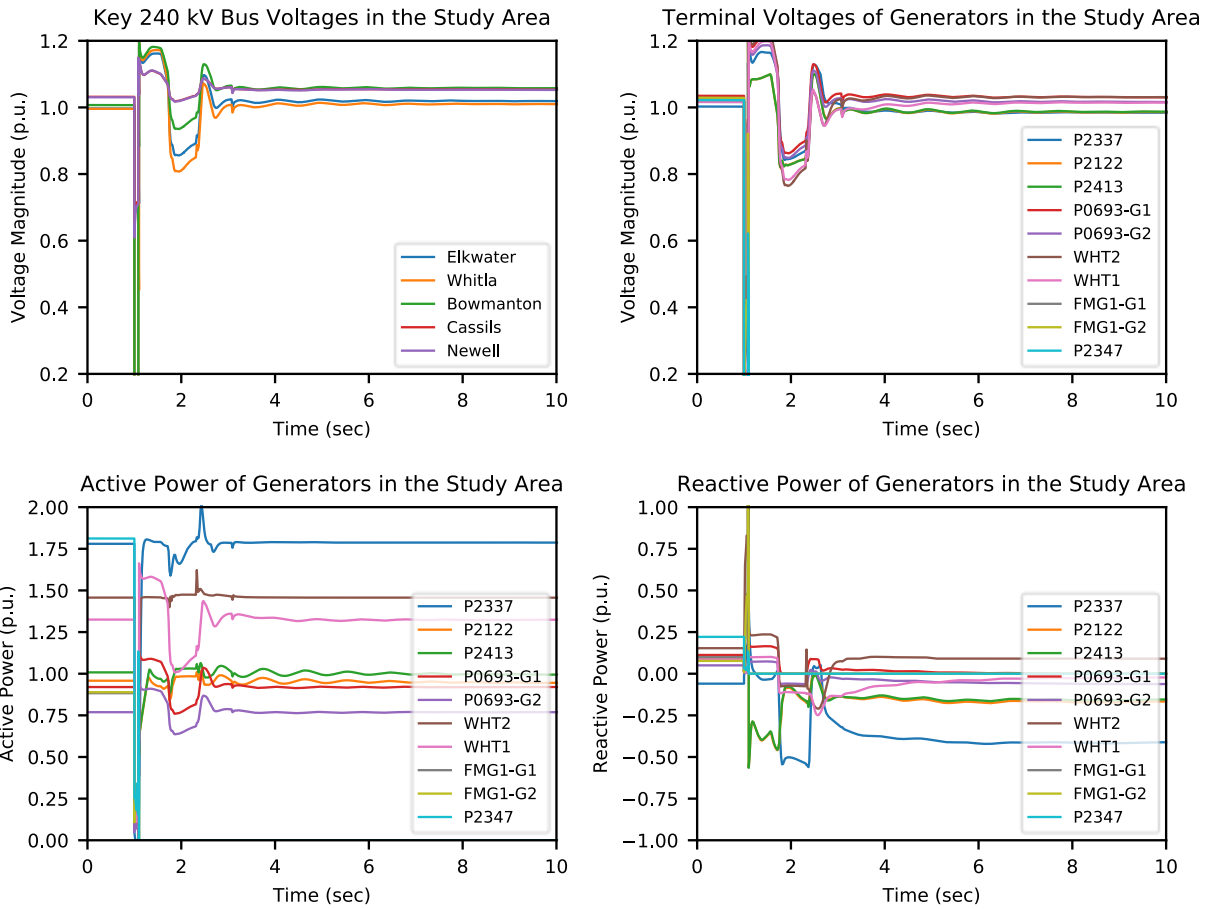 Key 240 kV Bus Voltages in the Study Area
Voltage Magnitude (p.u.)
1.2
1.0
0.8
0.6
0.4
0.2
0 2 4 6 8 10
Time (sec)
Elkwater
Whitla
Bowmanton
Cassils
Newell
Terminal Voltages of Generators in the Study Area
Voltage Magnitude (p.u.)
1.2
1.0
0.8
0.6
0.4
0.2
0 2 4 6 8 10
Time (sec)
P2337
P2122
P2413
P0693-G1
P0693-G2
WHT2
WHT1
FMG1-G1
FMG1-G2
P2347
Active Power of Generators in the Study Area
Active Power (p.u.)
2.00
1.75
1.50
1.25
1.00
0.75
0.50
0.25
0.00
0 2 4 6 8 10
Time (sec)
P2337
P2122
P2413
P0693-G1
P0693-G2
WHT2
WHT1
FMG1-G1
FMG1-G2
P2347
Reactive Power of Generators in the Study Area
Reactive Power (p.u.)
1.00
0.75
0.50
0.25
0.00
−0.25
−0.50
−0.75
−1.00
0 2 4 6 8 10
Time (sec)
P2337
P2122
P2413
P0693-G1
P0693-G2
WHT2
WHT1
FMG1-G1
FMG1-G2
P2347